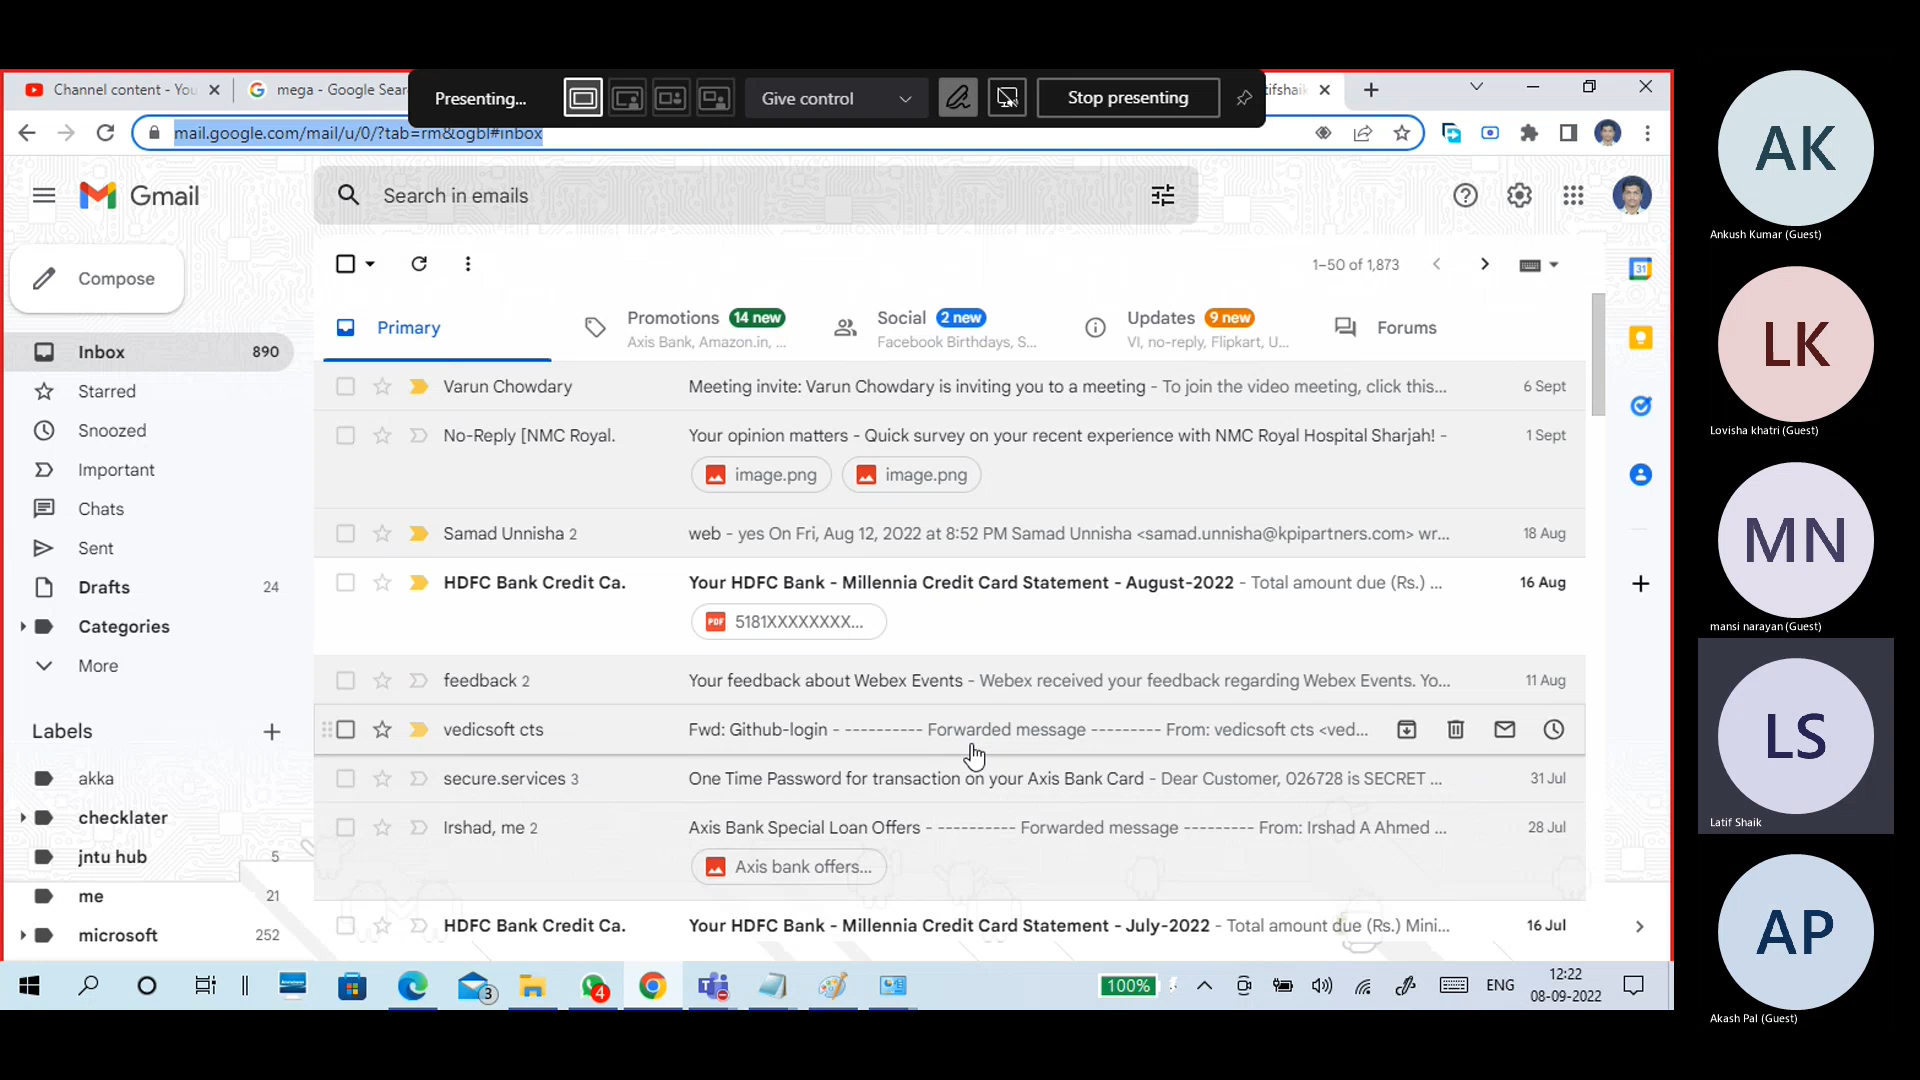 Channel content - You
mega - Google Sear
Presenting...
Give control
Stop presenting
tifshaik
mail.google.com/mail/u/0/?tab=rm&ogbl#inbox
Gmail
Search in emails
Compose
1–50 of 1,873
Primary
Promotions 14 new
Axis Bank, Amazon.in, ...
Social 2 new
Facebook Birthdays, S...
Updates 9 new
VI, no-reply, Flipkart, U...
Forums
Inbox 890
Starred
Snoozed
Important
Chats
Sent
Drafts 24
Categories
More
Labels
akka
checklater
jntu hub 5
me 21
microsoft 252
Varun Chowdary Meeting invite: Varun Chowdary is inviting you to a meeting - To join the video meeting, click this... 6 Sept
No-Reply [NMC Royal. Your opinion matters - Quick survey on your recent experience with NMC Royal Hospital Sharjah! - 1 Sept
image.png image.png
Samad Unnisha 2 web - yes On Fri, Aug 12, 2022 at 8:52 PM Samad Unnisha <samad.unnisha@kpipartners.com> wr... 18 Aug
HDFC Bank Credit Ca. Your HDFC Bank - Millennia Credit Card Statement - August-2022 - Total amount due (Rs.) ... 16 Aug
PDF 5181XXXXXXXX...
feedback 2 Your feedback about Webex Events - Webex received your feedback regarding Webex Events. Yo... 11 Aug
vedicsoft cts Fwd: Github-login - ---------- Forwarded message --------- From: vedicsoft cts <ved...
secure.services 3 One Time Password for transaction on your Axis Bank Card - Dear Customer, 026728 is SECRET ... 31 Jul
Irshad, me 2 Axis Bank Special Loan Offers - ---------- Forwarded message --------- From: Irshad A Ahmed ... 28 Jul
Axis bank offers...
HDFC Bank Credit Ca. Your HDFC Bank - Millennia Credit Card Statement - July-2022 - Total amount due (Rs.) Mini... 16 Jul
31
3
4
100%
ENG
12:22
08-09-2022
AK
Ankush Kumar (Guest)
LK
Lovisha khatri (Guest)
MN
mansi narayan (Guest)
LS
Latif Shaik
AP
Akash Pal (Guest)